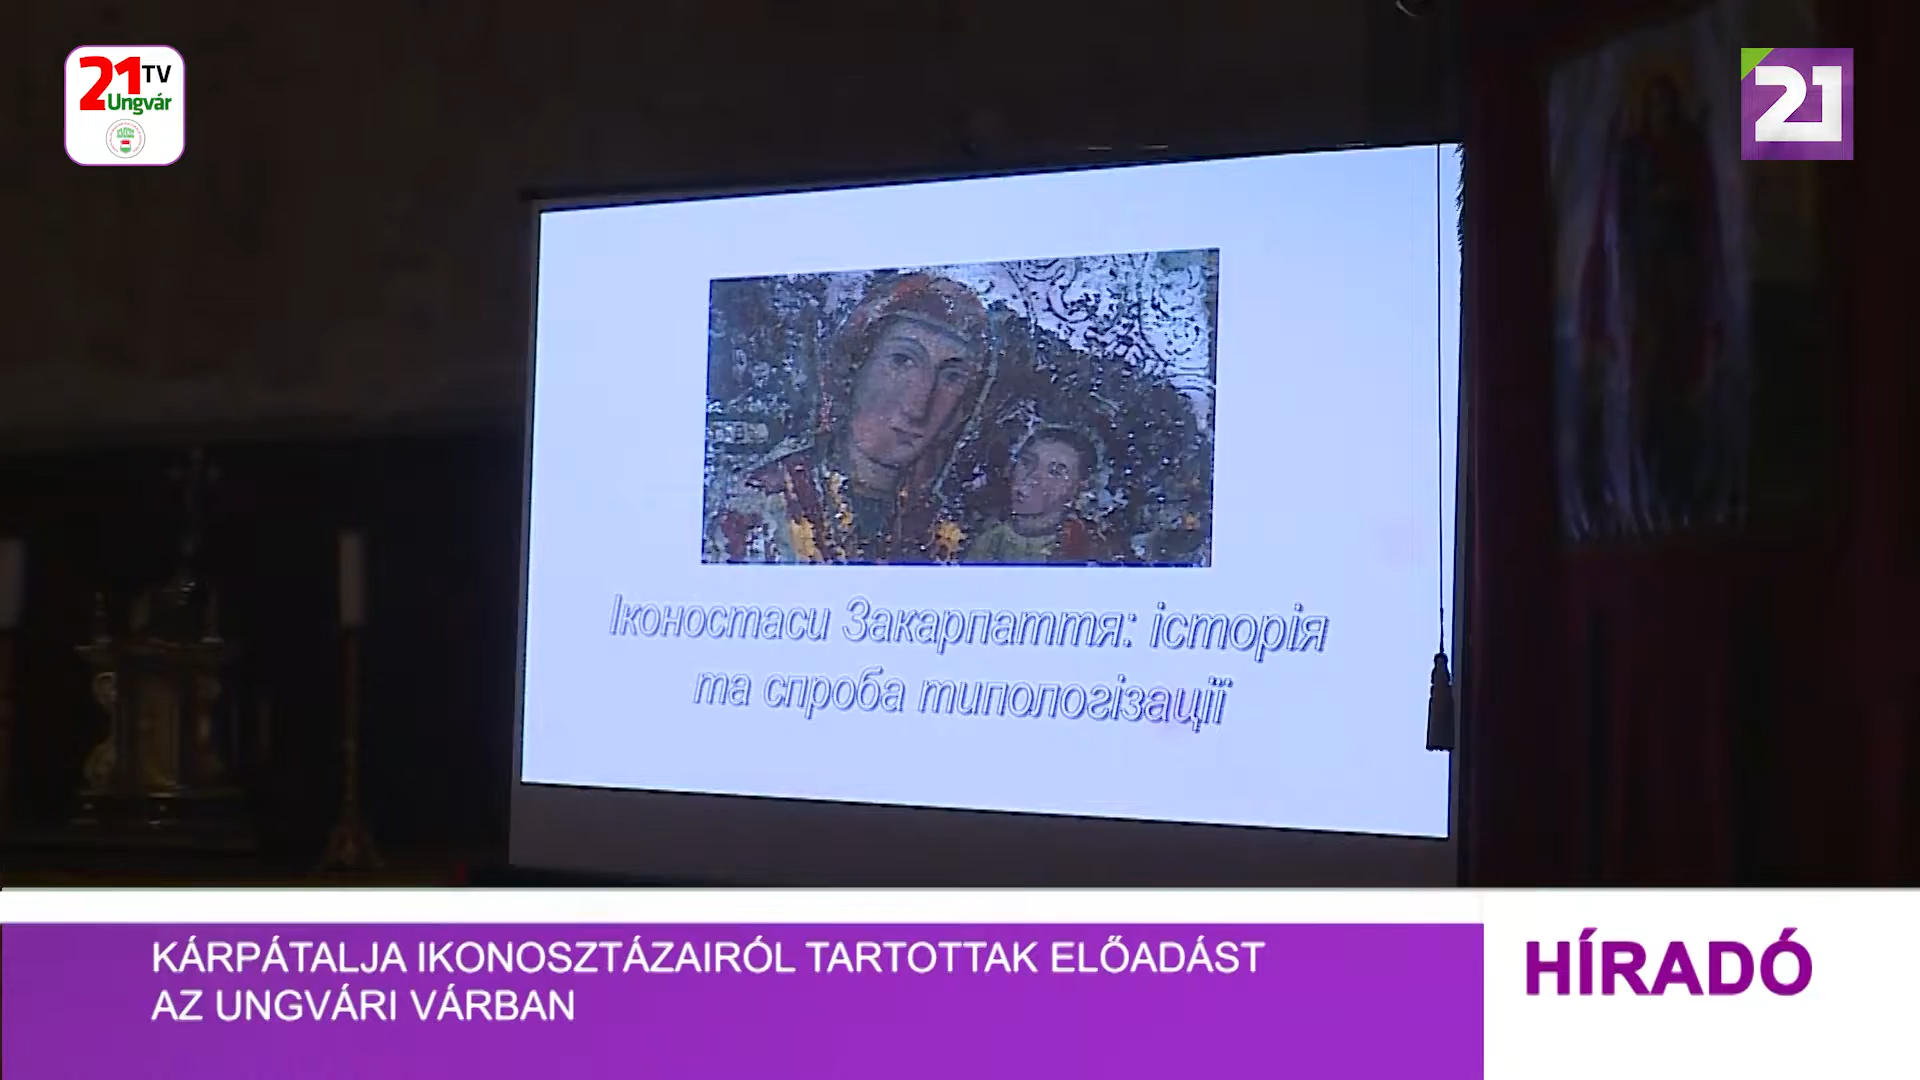 21 TV
Ungvár
21
Іконостаси Закарпаття: історія
та спроба типологізації
KÁRPÁTALJA IKONOSZTÁZAIRÓL TARTOTTAK ELŐADÁST
AZ UNGVÁRI VÁRBAN
HÍRADÓ